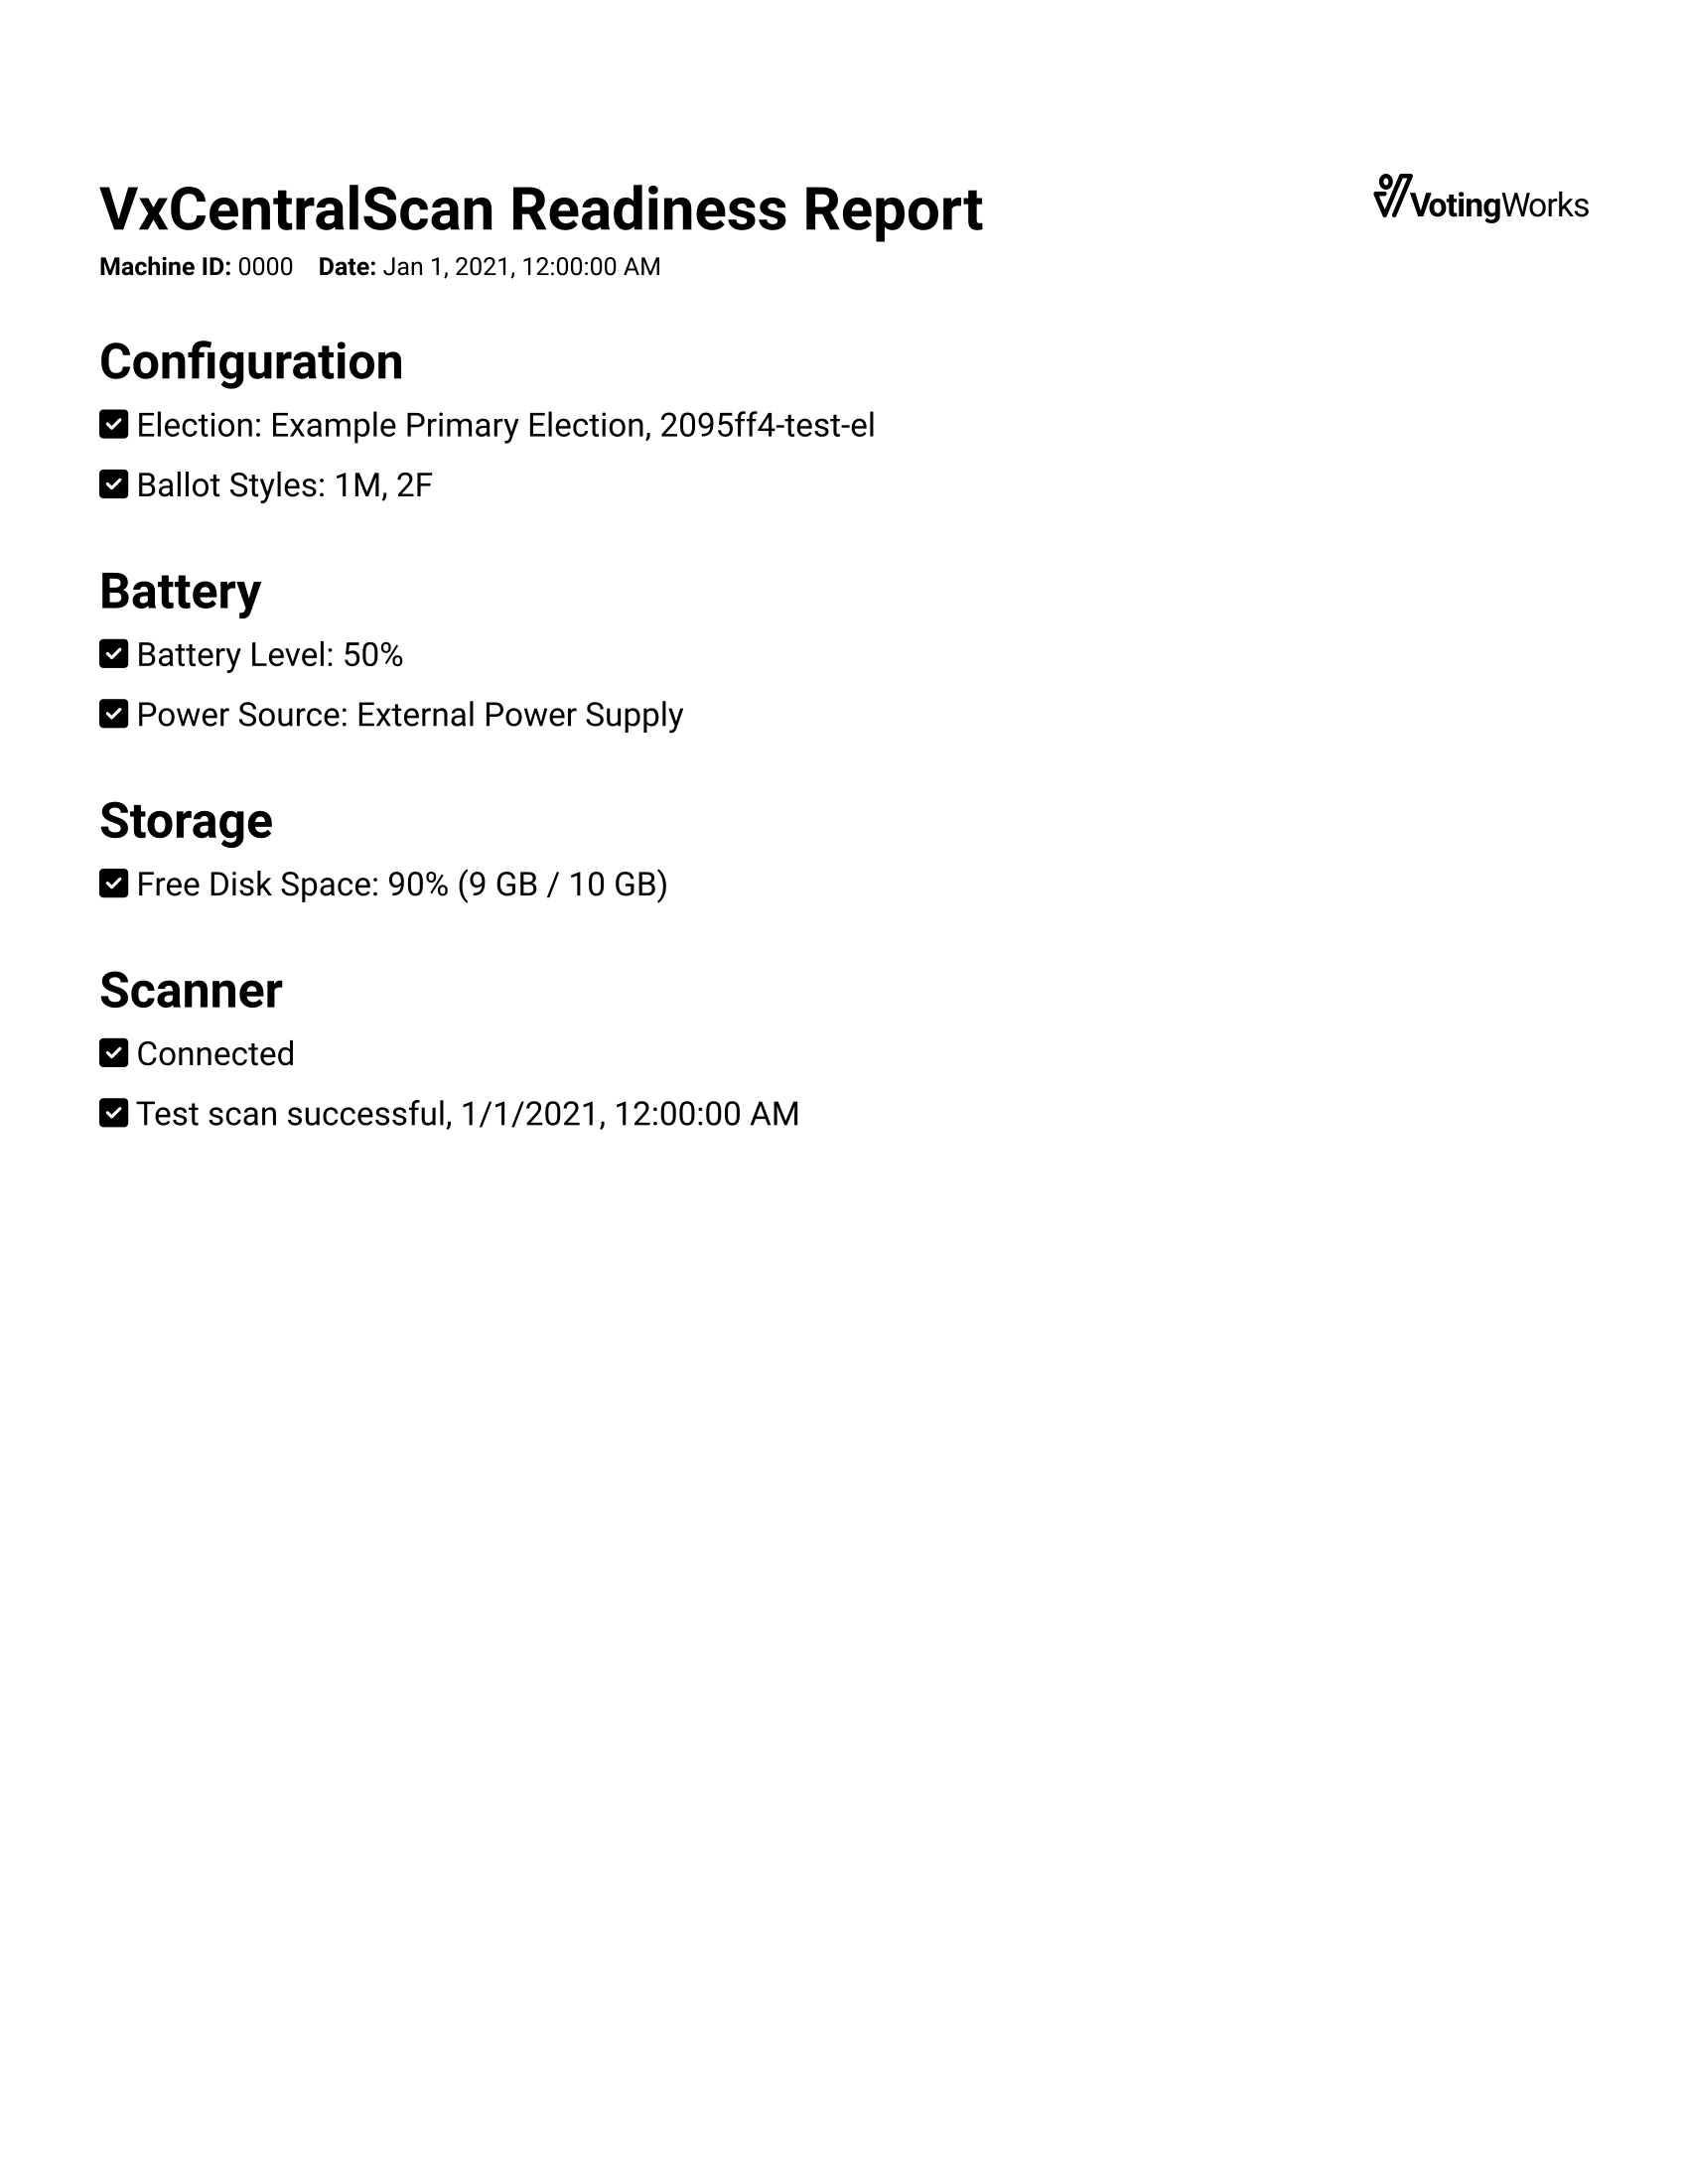 VxCentralScan Readiness Report
VotingWorks
Machine ID: 0000 Date: Jan 1, 2021, 12:00:00 AM
Configuration
Election: Example Primary Election, 2095ff4-test-el
Ballot Styles: 1M, 2F
Battery
Battery Level: 50%
Power Source: External Power Supply
Storage
Free Disk Space: 90% (9 GB / 10 GB)
Scanner
Connected
Test scan successful, 1/1/2021, 12:00:00 AM